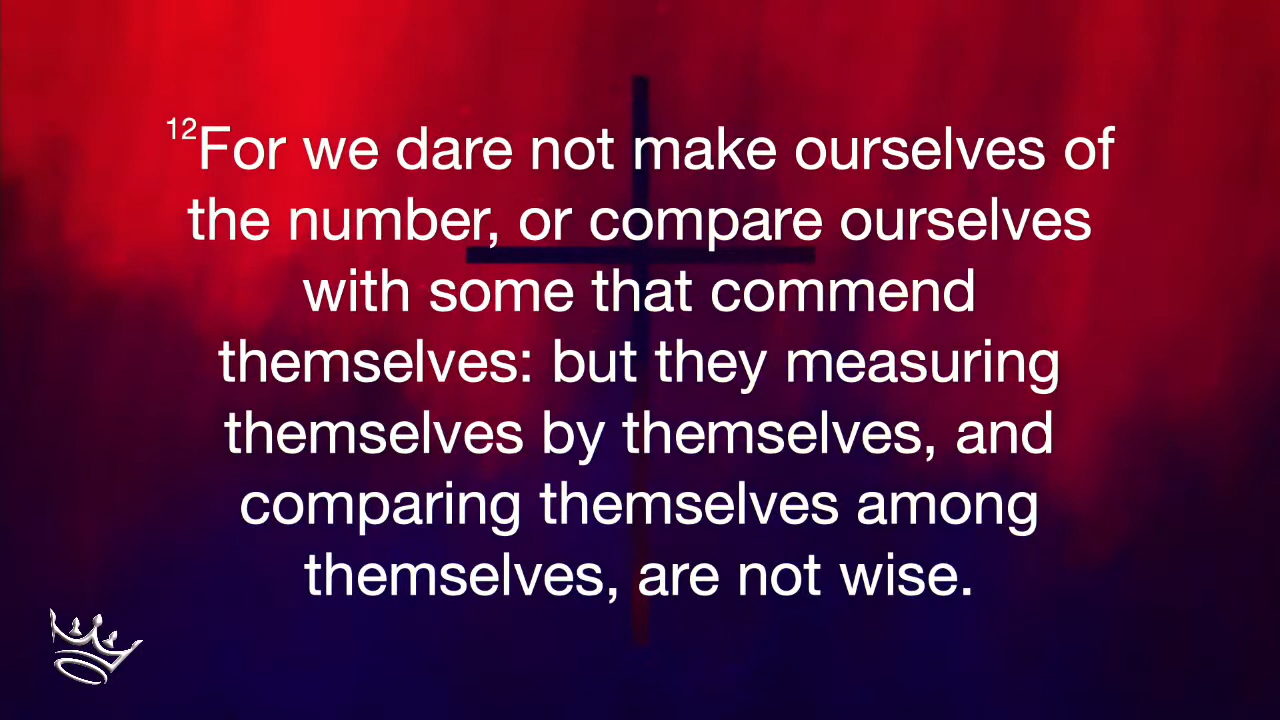 12For we dare not make ourselves of
the number, or compare ourselves
with some that commend
themselves: but they measuring
themselves by themselves, and
comparing themselves among
themselves, are not wise.